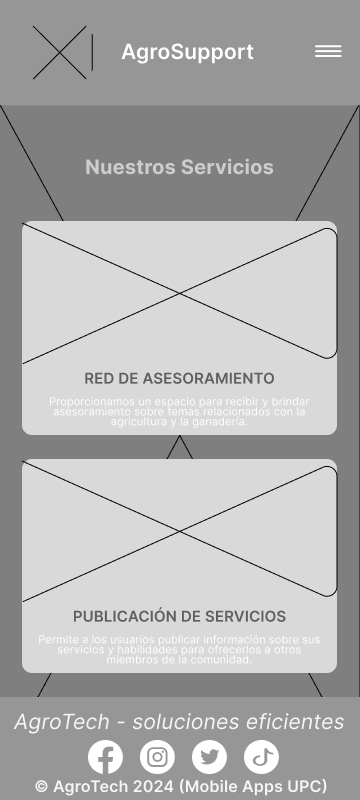 AgroSupport
Nuestros Servicios
RED DE ASESORAMIENTO
Proporcionamos un espacio para recibir y brindar
asesoramiento sobre temas relacionados con la
agricultura y la ganadería.
PUBLICACIÓN DE SERVICIOS
Permite a los usuarios publicar información sobre sus
servicios y habilidades para ofrecerlos a otros
miembros de la comunidad.
AgroTech - soluciones eficientes
© AgroTech 2024 (Mobile Apps UPC)